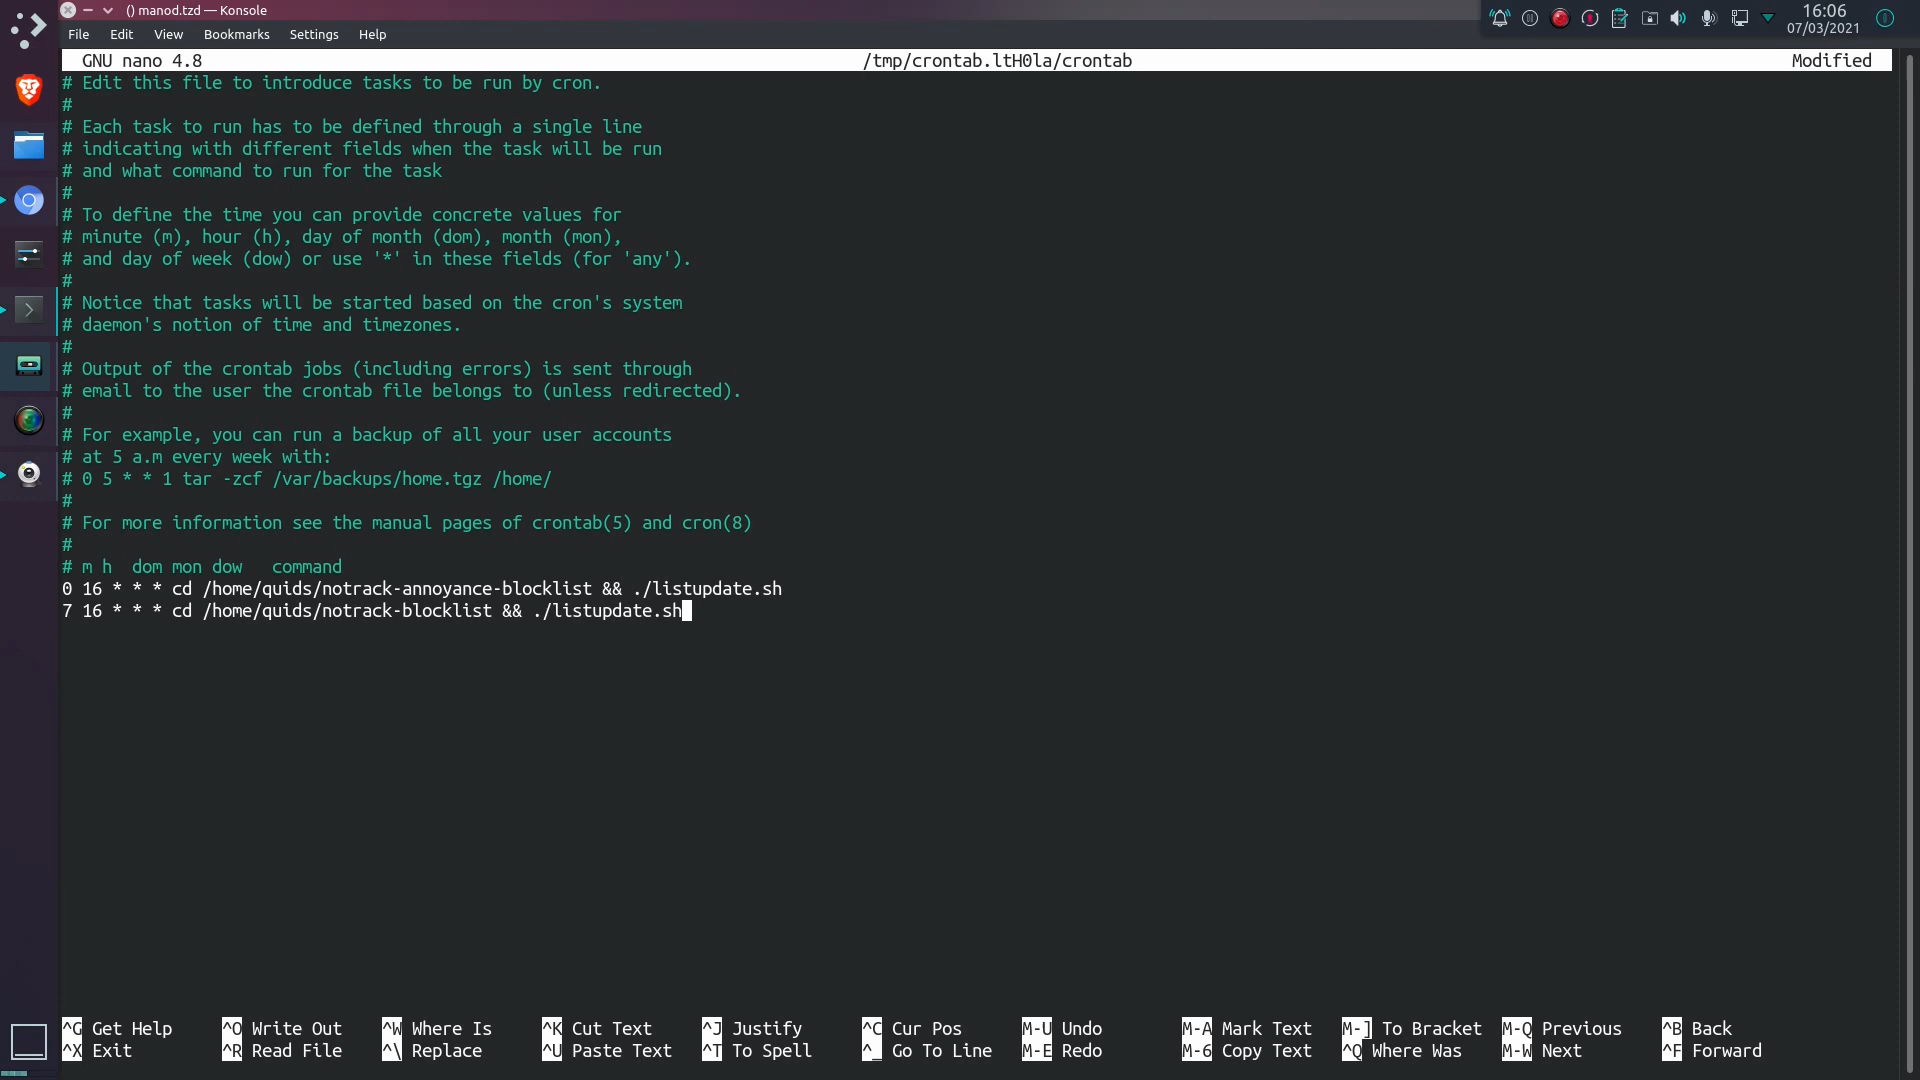 () manod.tzd — Konsole
16:06
07/03/2021
File Edit View Bookmarks Settings Help
GNU nano 4.8 /tmp/crontab.ltH0la/crontab Modified
# Edit this file to introduce tasks to be run by cron.
#
# Each task to run has to be defined through a single line
# indicating with different fields when the task will be run
# and what command to run for the task
#
# To define the time you can provide concrete values for
# minute (m), hour (h), day of month (dom), month (mon),
# and day of week (dow) or use '*' in these fields (for 'any').
#
# Notice that tasks will be started based on the cron's system
# daemon's notion of time and timezones.
#
# Output of the crontab jobs (including errors) is sent through
# email to the user the crontab file belongs to (unless redirected).
#
# For example, you can run a backup of all your user accounts
# at 5 a.m every week with:
# 0 5 * * 1 tar -zcf /var/backups/home.tgz /home/
#
# For more information see the manual pages of crontab(5) and cron(8)
#
# m h  dom mon dow   command
0 16 * * * cd /home/quids/notrack-annoyance-blocklist && ./listupdate.sh
7 16 * * * cd /home/quids/notrack-blocklist && ./listupdate.sh
^G Get Help ^O Write Out ^W Where Is ^K Cut Text ^J Justify ^C Cur Pos M-U Undo M-A Mark Text M-] To Bracket M-Q Previous ^B Back
^X Exit ^R Read File ^\ Replace ^U Paste Text ^T To Spell ^_ Go To Line M-E Redo M-6 Copy Text ^Q Where Was M-W Next ^F Forward